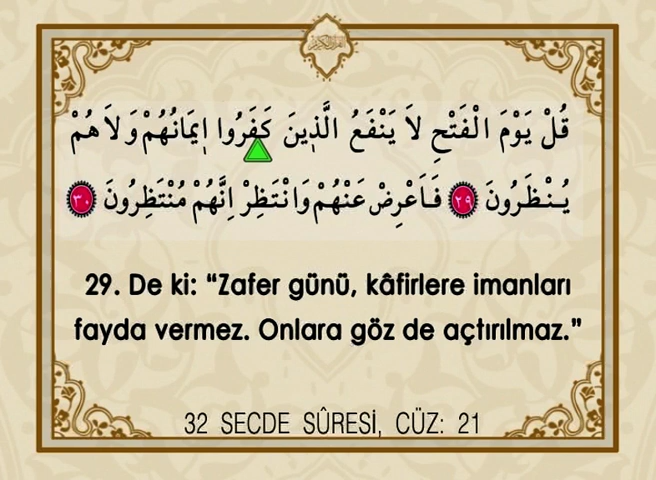 قُلْ يَوْمَ الْفَتْحِ لَا يَنْفَعُ الَّذ۪ينَ كَفَرُوا ا۪يمَانُهُمْ وَلَا هُمْ
يُنْظَرُونَ ٢٩ فَاَعْرِضْ عَنْهُمْ وَانْتَظِرْ اِنَّهُمْ مُنْتَظِرُونَ ٣٠
29. De ki: “Zafer günü, kâfirlere imanları
fayda vermez. Onlara göz de açtırılmaz.”
32 SECDE SÛRESİ, CÜZ: 21